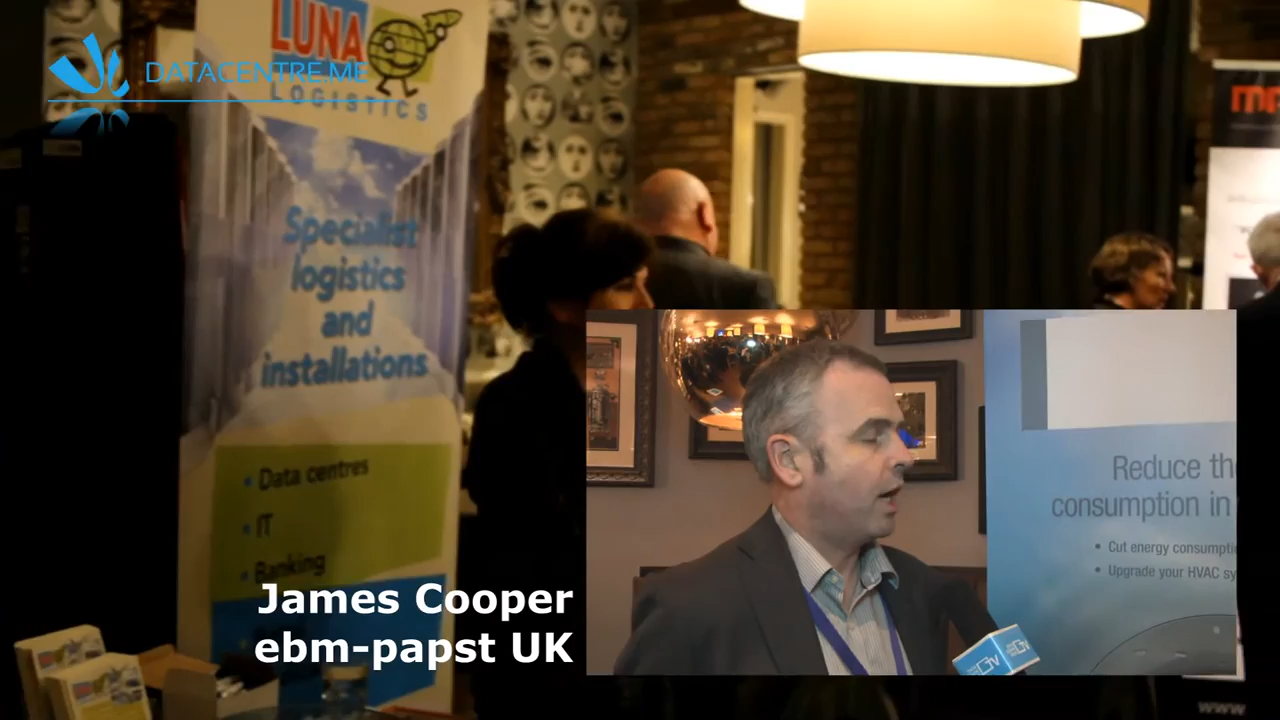 LUNA
DATACENTRE.ME
LOGISTICS
Specialist
logistics
and
installations
• Data centres
• IT
• Banking
James Cooper
ebm-papst UK
Reduce th
consumption in
• Cut energy consumpti
• Upgrade your HVAC sy
www